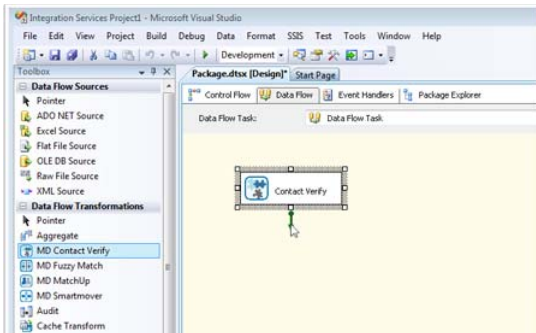 Integration Services Project1 - Microsoft Visual Studio
File Edit View Project Build Debug Data Format SSIS Test Tools Window Help
Development
Toolbox
Package.dtsx [Design]* Start Page
Data Flow Sources
Pointer
ADO NET Source
Excel Source
Flat File Source
OLE DB Source
Raw File Source
XML Source
Data Flow Transformations
Pointer
Aggregate
MD Contact Verify
MD Fuzzy Match
MD MatchUp
MD Smartmover
Audit
Cache Transform
Control Flow Data Flow Event Handlers Package Explorer
Data Flow Task: Data Flow Task
Contact Verify